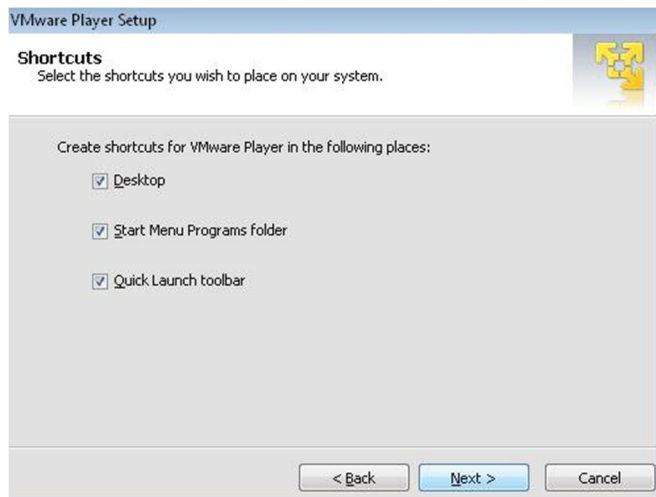 VMware Player Setup
Shortcuts
Select the shortcuts you wish to place on your system.
Create shortcuts for VMware Player in the following places:
Desktop
Start Menu Programs folder
Quick Launch toolbar
< Back Next > Cancel